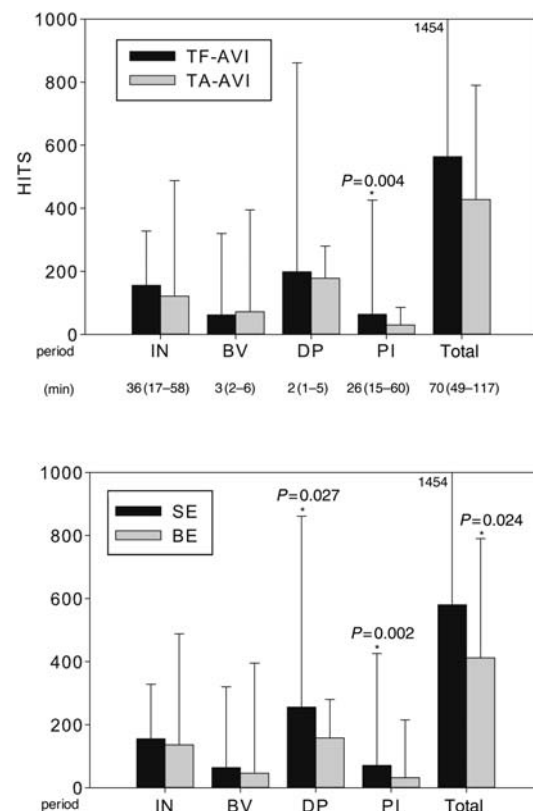 1000
1454
TF-AVI
TA-AVI
800
600
HITS
P=0.004
*
400
200
0
period IN BV DP PI Total
(min) 36 (17–58) 3 (2–6) 2 (1–5) 26 (15–60) 70 (49–117)
1000
1454
P=0.027
*
SE
BE
P=0.024
*
800
600
P=0.002
*
400
200
0
period IN BV DP PI Total